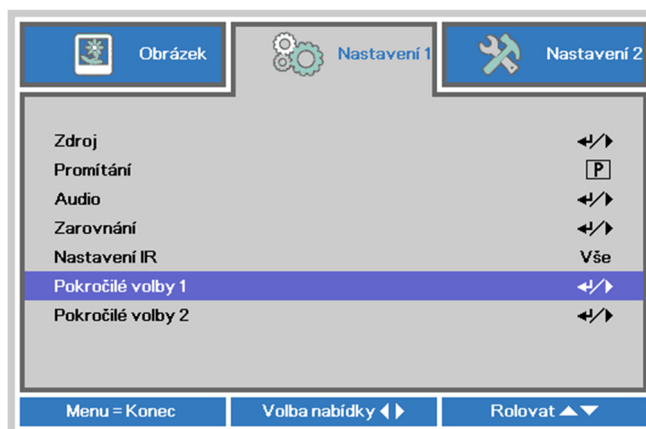 Obrázek Nastavení 1 Nastavení 2
Zdroj
Promítání P
Audio
Zarovnání
Nastavení IR Vše
Pokročilé volby 1
Pokročilé volby 2
Menu = Konec Volba nabídky Rolovat